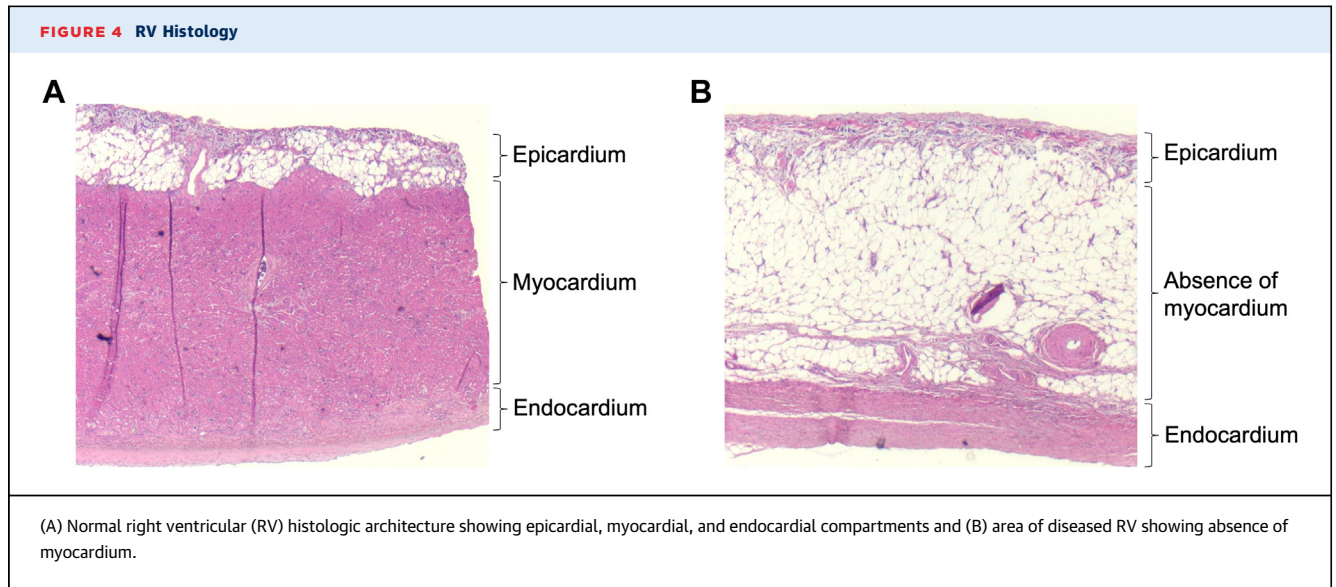 FIGURE 4 RV Histology
A
B
Epicardium
Myocardium
Endocardium
Epicardium
Absence of
myocardium
Endocardium
(A) Normal right ventricular (RV) histologic architecture showing epicardial, myocardial, and endocardial compartments and (B) area of diseased RV showing absence of
myocardium.